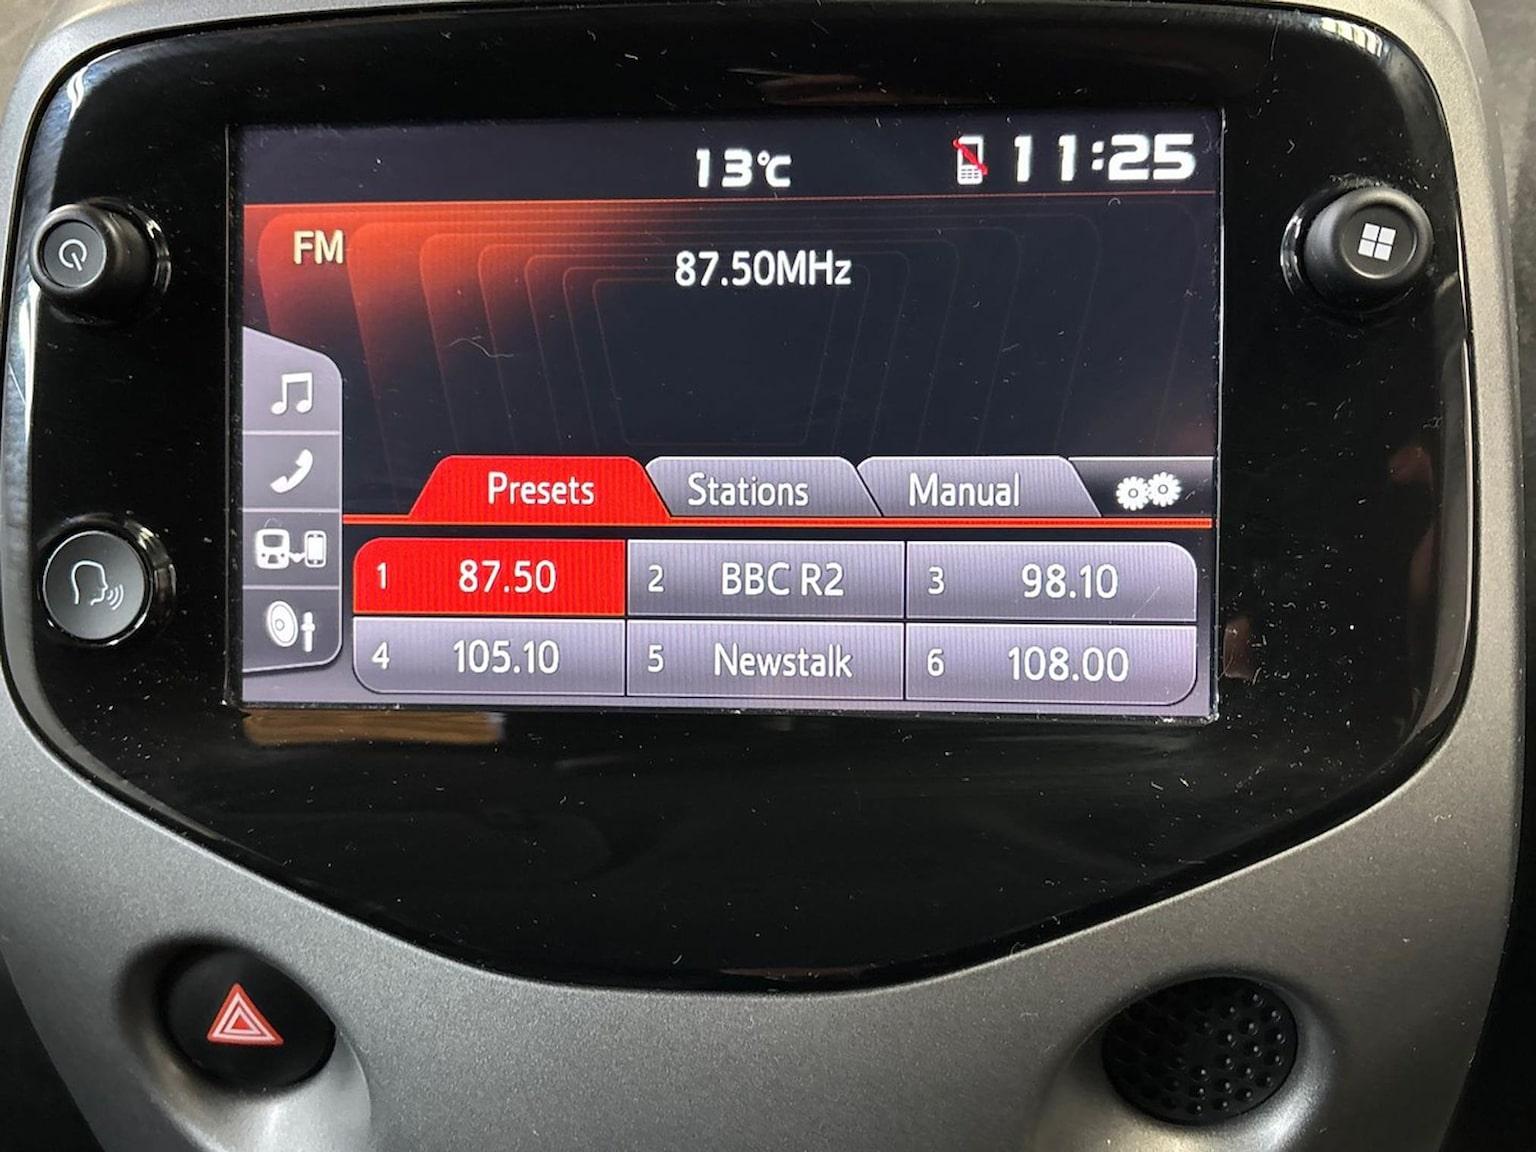 13°C 11:25
FM
87.50MHz
Presets Stations Manual
1 87.50 2 BBC R2 3 98.10
4 105.10 5 Newstalk 6 108.00